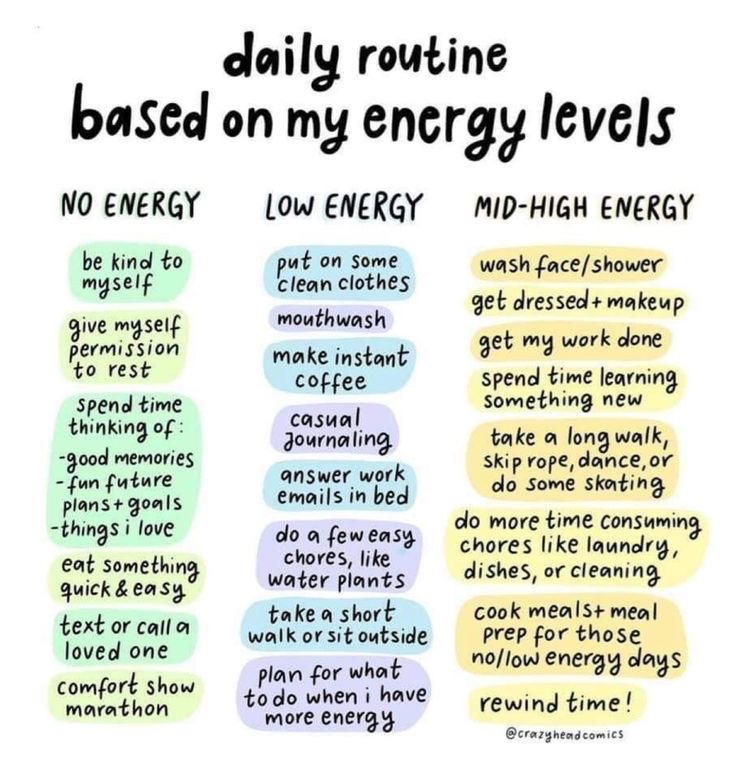 daily routine
based on my energy levels
NO ENERGY
be kind to
myself
give myself
permission
to rest
spend time
thinking of:
-good memories
-fun future
plans+goals
-things i love
eat something
quick & easy
text or call a
loved one
comfort show
marathon
LOW ENERGY
put on some
clean clothes
mouthwash
make instant
coffee
casual
journaling
answer work
emails in bed
do a few easy
chores, like
water plants
take a short
walk or sit outside
plan for what
to do when i have
more energy
MID-HIGH ENERGY
wash face/shower
get dressed+makeup
get my work done
spend time learning
something new
take a long walk,
skip rope, dance, or
do some skating
do more time consuming
chores like laundry,
dishes, or cleaning
cook meals+ meal
prep for those
no/low energy days
rewind time!
@crazyheadcomics